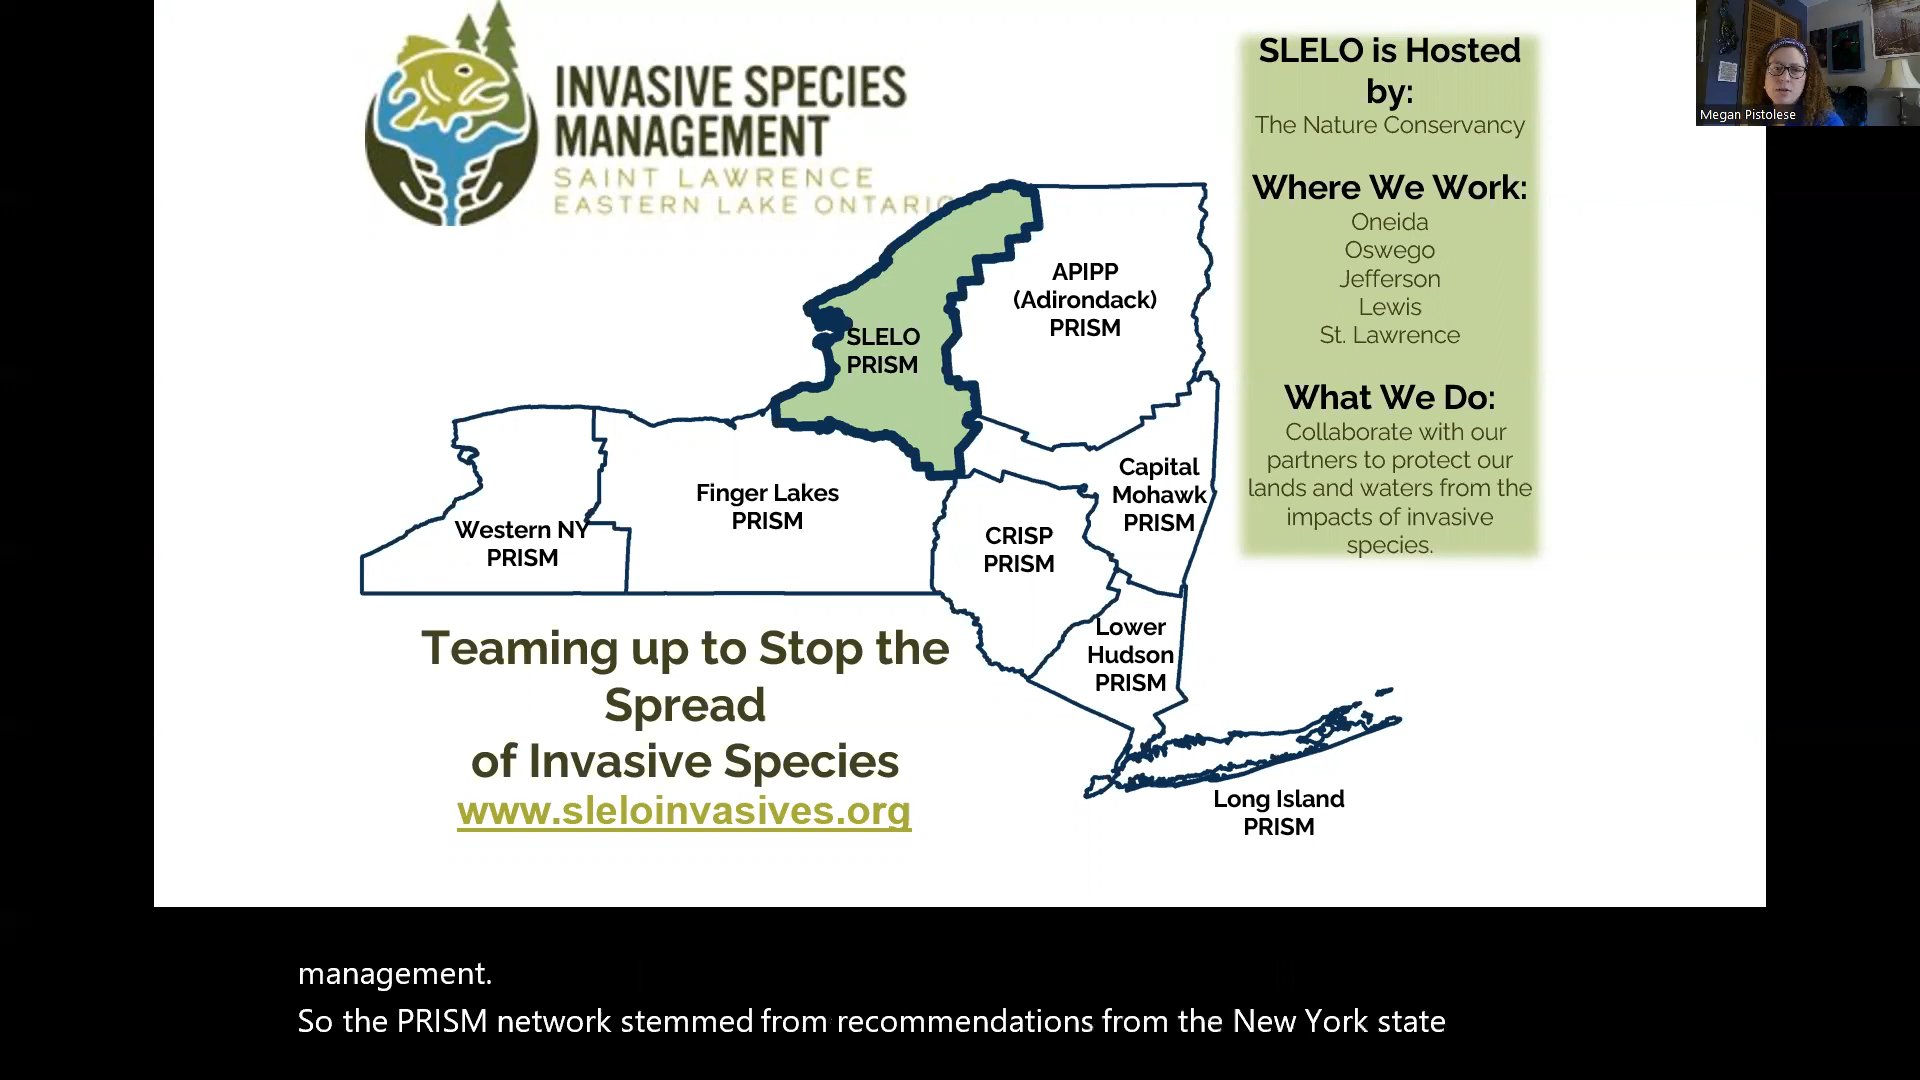 INVASIVE SPECIES
MANAGEMENT
SAINT LAWRENCE
EASTERN LAKE ONTARIO
SLELO is Hosted
by:
The Nature Conservancy
Where We Work:
Oneida
Oswego
Jefferson
Lewis
St. Lawrence
What We Do:
Collaborate with our
partners to protect our
lands and waters from the
impacts of invasive
species.
Megan Pistolese
APIPP
(Adirondack)
PRISM
SLELO
PRISM
Capital
Mohawk
PRISM
Finger Lakes
PRISM
Western NY
PRISM
CRISP
PRISM
Lower
Hudson
PRISM
Long Island
PRISM
Teaming up to Stop the
Spread
of Invasive Species
www.sleloinvasives.org
management.
So the PRISM network stemmed from recommendations from the New York state